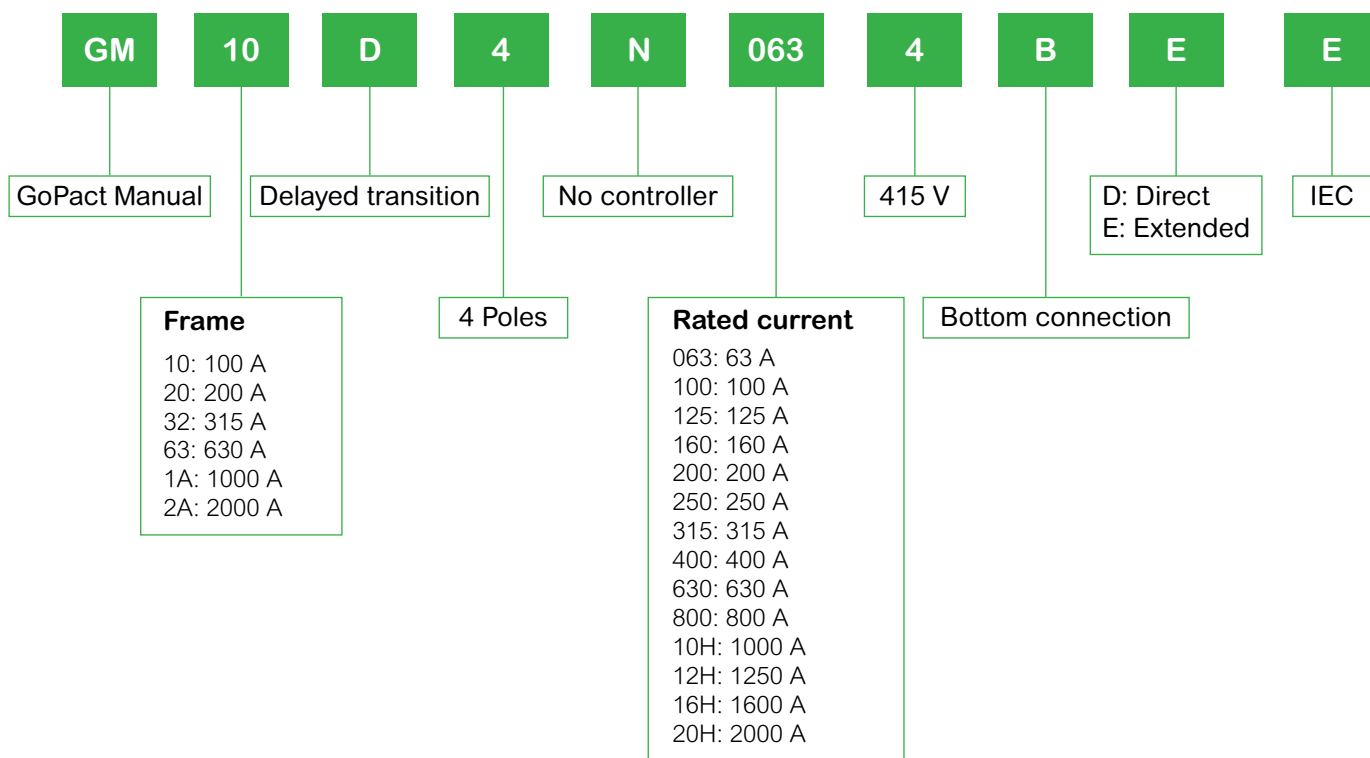 GM 10 D 4 N 063 4 B E E
GoPact Manual
Delayed transition
No controller
415 V
D: Direct
E: Extended
IEC
Frame
10: 100 A
20: 200 A
32: 315 A
63: 630 A
1A: 1000 A
2A: 2000 A
4 Poles
Rated current
063: 63 A
100: 100 A
125: 125 A
160: 160 A
200: 200 A
250: 250 A
315: 315 A
400: 400 A
630: 630 A
800: 800 A
10H: 1000 A
12H: 1250 A
16H: 1600 A
20H: 2000 A
Bottom connection